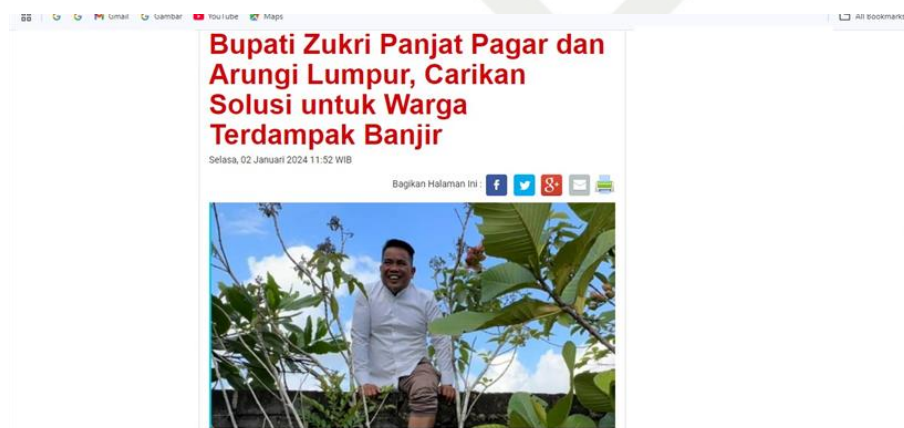 Gmail Gambar YouTube Maps All Bookmarks
Bupati Zukri Panjat Pagar dan
Arungi Lumpur, Carikan
Solusi untuk Warga
Terdampak Banjir
Selasa, 02 Januari 2024 11:52 WIB
Bagikan Halaman Ini :